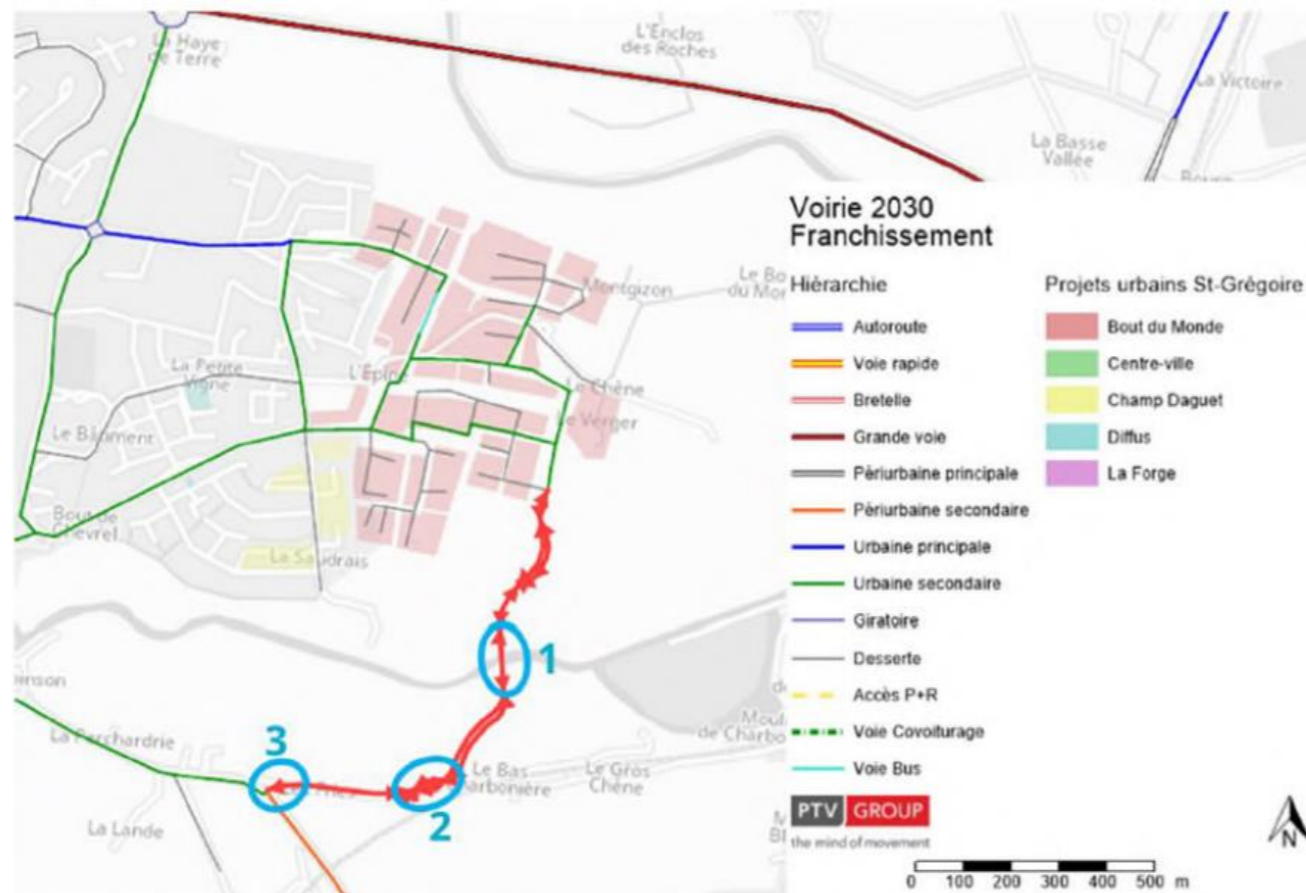 La Haye
de Terre
L'Enclos
des Roches
La Victoire
La Basse
Vallée
Montgizon
La Petite
Vigne
L'Epine
Le Chêne
Le Verger
Le Bâtiment
Bout de
Chevrel
La Saudrais
1
3
2
La Lande
Le Bas
Le Gros
Chêne
Voirie 2030
Franchissement
Hiérarchie
Autoroute
Voie rapide
Bretelle
Grande voie
Périurbaine principale
Périurbaine secondaire
Urbaine principale
Urbaine secondaire
Giratoire
Desserte
Accès P+R
Voie Covoiturage
Voie Bus
Projets urbains St-Grégoire
Bout du Monde
Centre-ville
Champ Daguet
Diffus
La Forge
PTV GROUP
the mind of movement
N
0 100 200 300 400 500 m